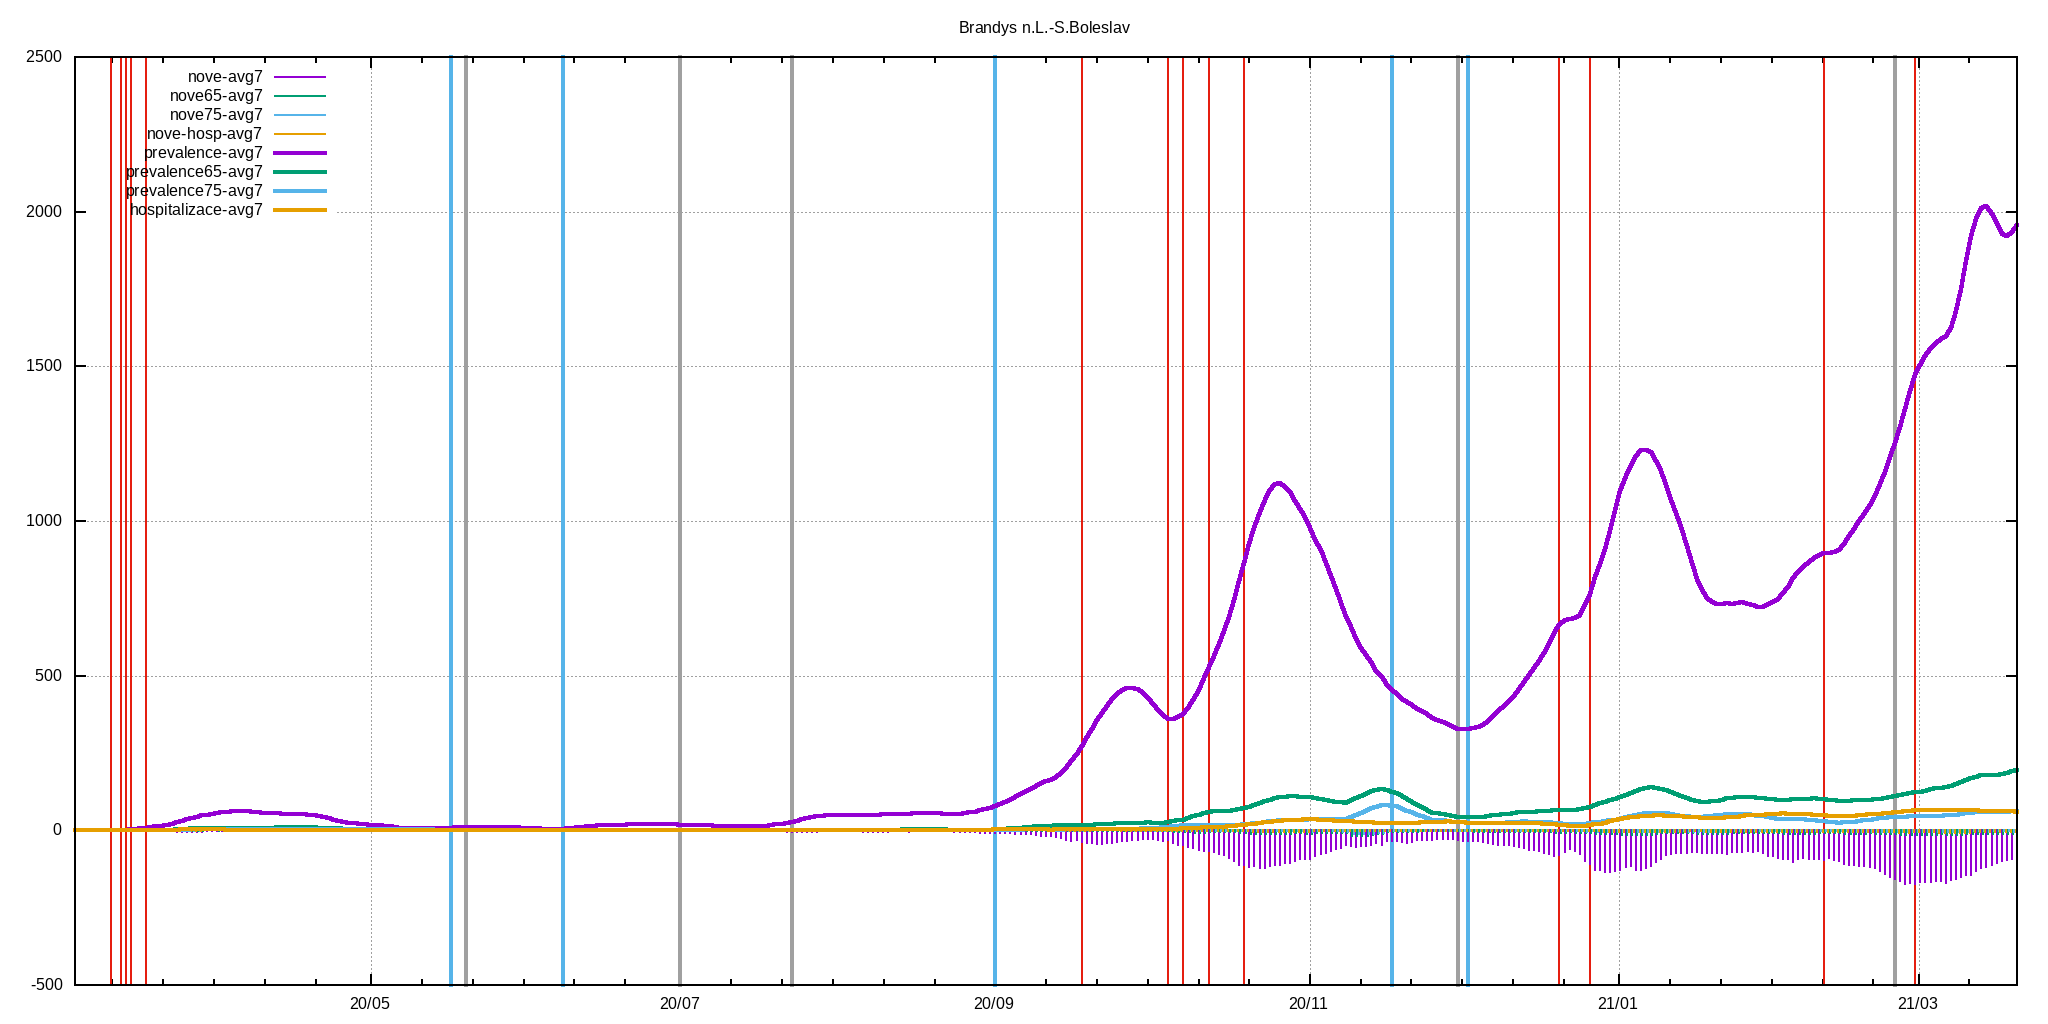 Brandys n.L.-S.Boleslav
2500
2000
1500
1000
500
0
-500
nove-avg7
nove65-avg7
nove75-avg7
nove-hosp-avg7
prevalence-avg7
prevalence65-avg7
prevalence75-avg7
hospitalizace-avg7
20/05
20/07
20/09
20/11
21/01
21/03